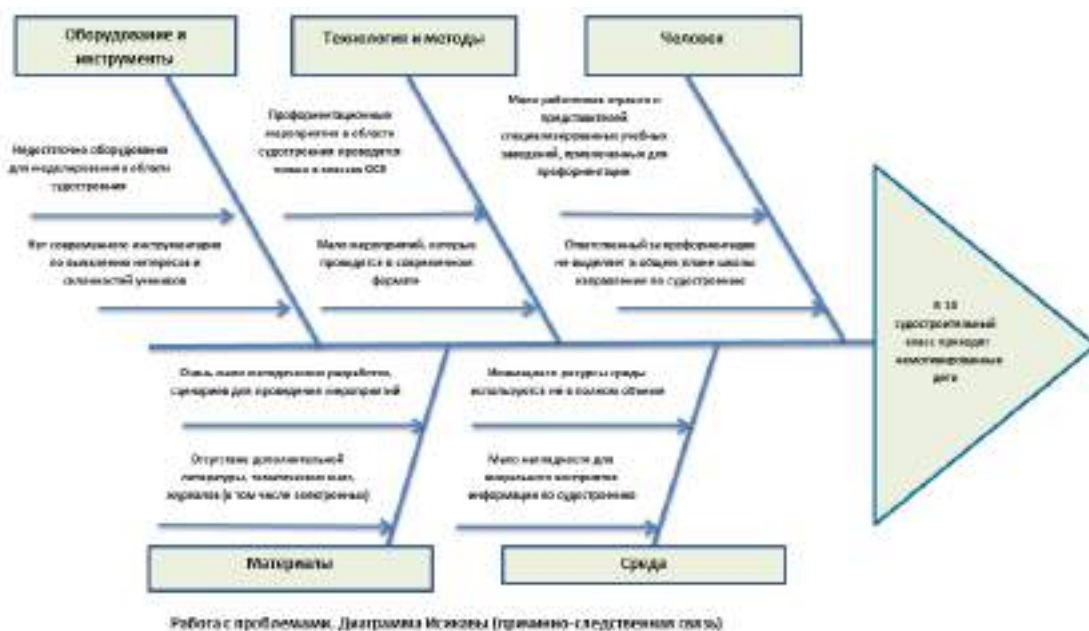 Оборудование и
инструменты
Технология и методы
Человек
Недостаточно оборудования
для моделирования в области
судостроения
Нет современного инструментария
по выявлению интересов и
склонностей учеников
Профориентационные
мероприятия в области
судостроения проводятся
только в классах
Мало мероприятий, которые
проводятся в современном
формате
Мало работников отрасли и
представителей
специализированных учебных
заведений, привлеченных для
профориентации
Ответственный за профориентацию
не выделяет в общем плане школы
направление по судостроению
В 10
судостроительный
класс приходят
немотивированные
дети
Очень мало методических разработок,
сценариев для проведения мероприятий
Отсутствие дополнительной
литературы, тематических книг,
журналов (в том числе электронных)
Имеющиеся ресурсы среды
используются не в полном объеме
Мало наглядности для
визуального восприятия
информации по судостроению
Материалы
Среда
Работа с проблемами. Диаграмма Исикавы (причинно-следственная связь)